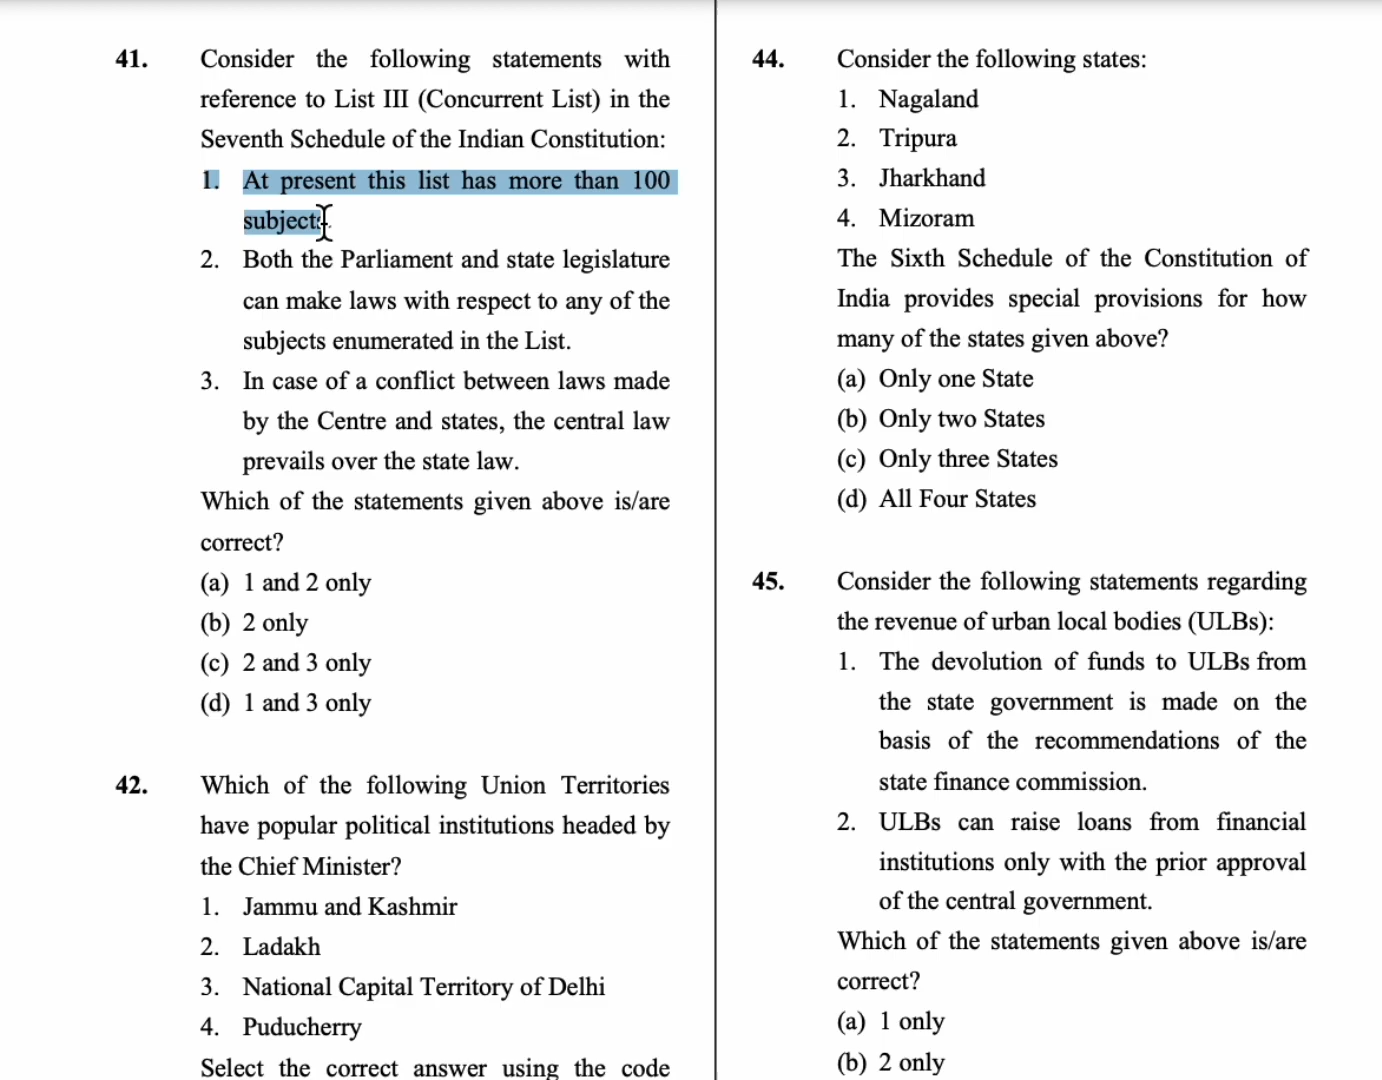 41. Consider the following statements with
reference to List III (Concurrent List) in the
Seventh Schedule of the Indian Constitution:
1. At present this list has more than 100
subjects.
2. Both the Parliament and state legislature
can make laws with respect to any of the
subjects enumerated in the List.
3. In case of a conflict between laws made
by the Centre and states, the central law
prevails over the state law.
Which of the statements given above is/are
correct?
(a) 1 and 2 only
(b) 2 only
(c) 2 and 3 only
(d) 1 and 3 only
42. Which of the following Union Territories
have popular political institutions headed by
the Chief Minister?
1. Jammu and Kashmir
2. Ladakh
3. National Capital Territory of Delhi
4. Puducherry
Select the correct answer using the code
44. Consider the following states:
1. Nagaland
2. Tripura
3. Jharkhand
4. Mizoram
The Sixth Schedule of the Constitution of
India provides special provisions for how
many of the states given above?
(a) Only one State
(b) Only two States
(c) Only three States
(d) All Four States
45. Consider the following statements regarding
the revenue of urban local bodies (ULBs):
1. The devolution of funds to ULBs from
the state government is made on the
basis of the recommendations of the
state finance commission.
2. ULBs can raise loans from financial
institutions only with the prior approval
of the central government.
Which of the statements given above is/are
correct?
(a) 1 only
(b) 2 only